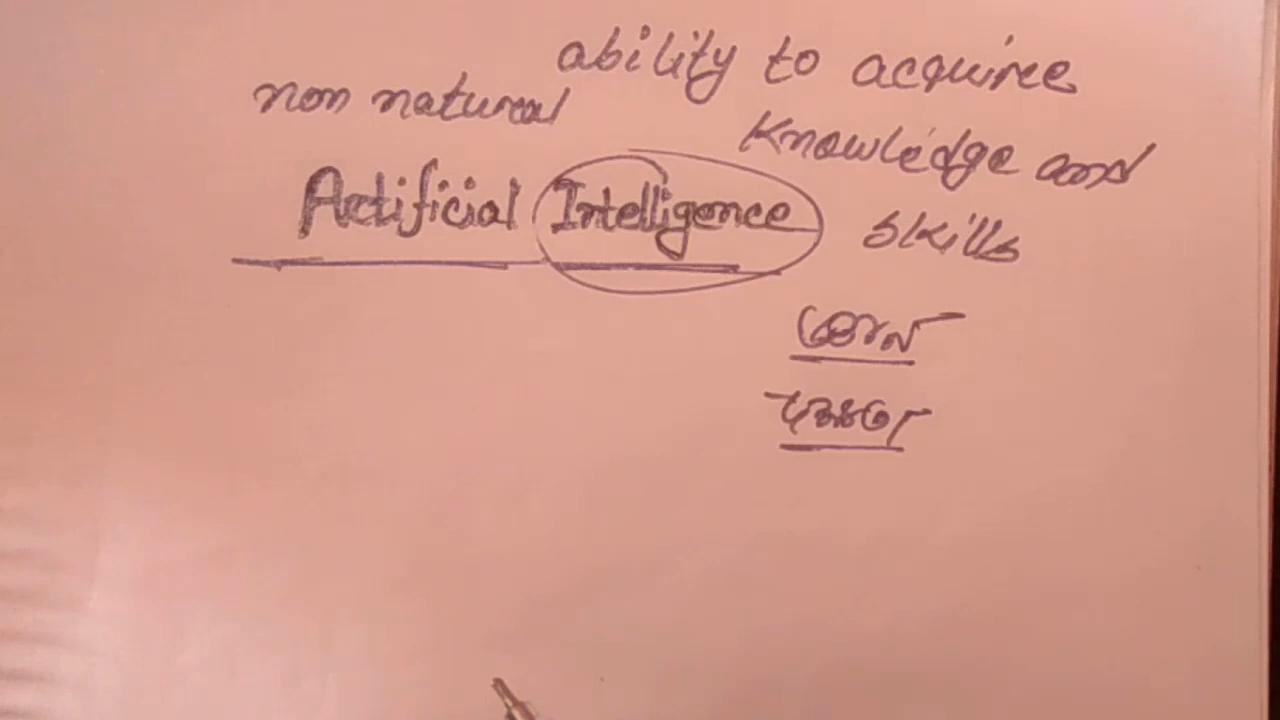 ability to acquire
non natural
knowledge and
Artificial Intelligence
skills